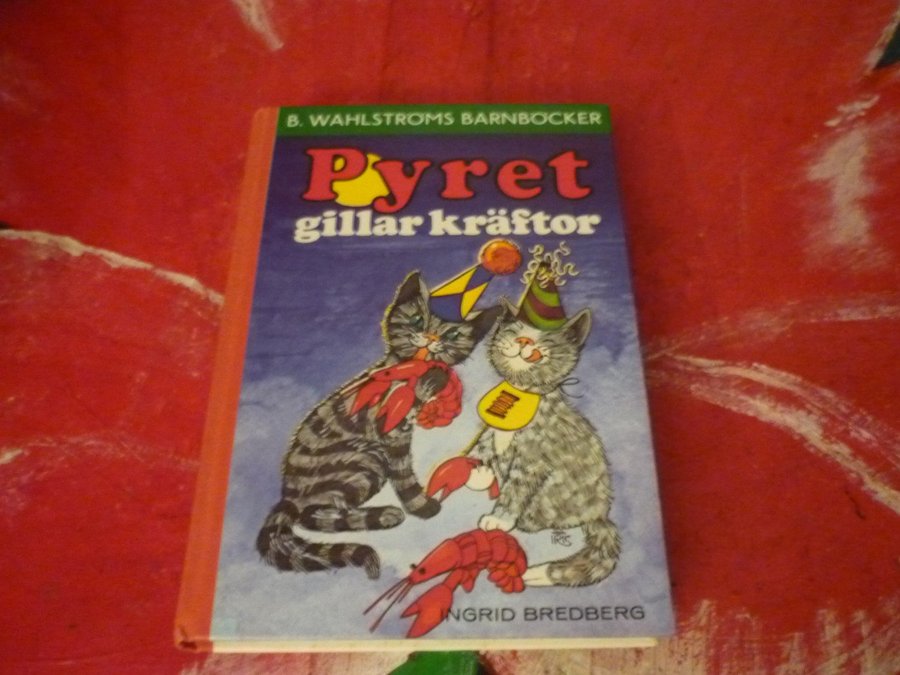 B. WAHLSTRÖMS BARNBÖCKER
Pyret
gillar kräftor
INGRID BREDBERG